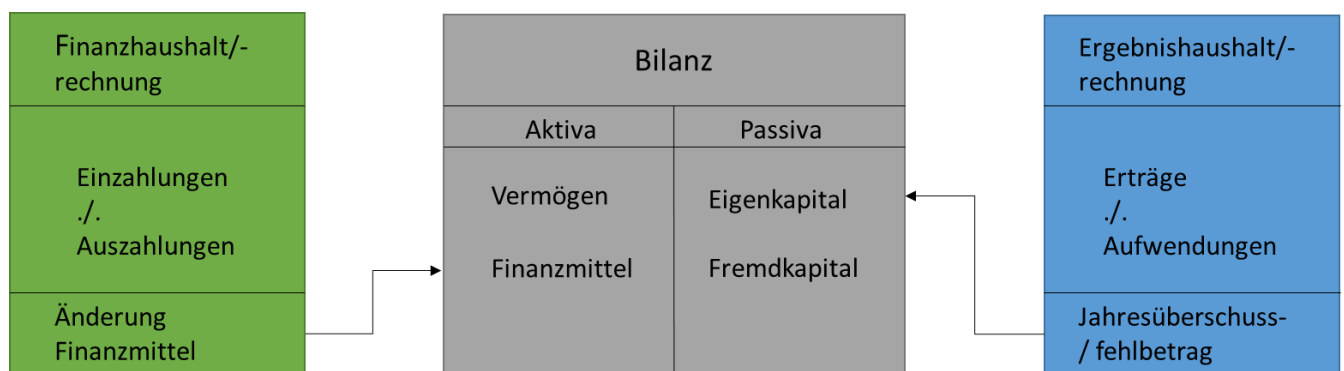 Finanzhaushalt/-
rechnung
Einzahlungen
./.
Auszahlungen
Änderung
Finanzmittel
Bilanz
Aktiva
Passiva
Vermögen
Eigenkapital
Finanzmittel
Fremdkapital
Ergebnishaushalt/-
rechnung
Erträge
./.
Aufwendungen
Jahresüberschuss-
/ fehlbetrag